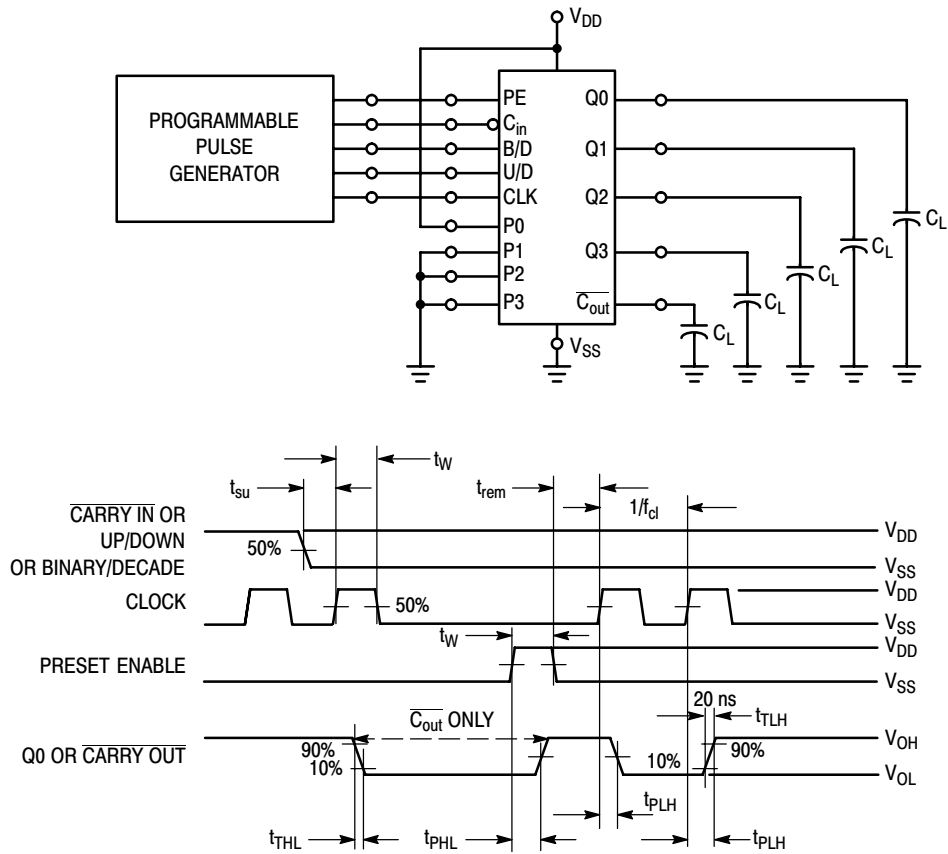 V_DD
PROGRAMMABLE
PULSE
GENERATOR
PE
C_in
B/D
U/D
CLK
P0
P1
P2
P3
Q0
Q1
Q2
Q3
C_out
C_L
C_L
C_L
C_L
C_L
V_SS
t_W
t_su
t_rem
1/f_cl
CARRY IN OR
UP/DOWN
OR BINARY/DECADE
50%
V_DD
V_SS
CLOCK
50%
V_DD
V_SS
t_W
PRESET ENABLE
V_DD
V_SS
20 ns
t_TLH
C_out ONLY
Q0 OR CARRY OUT
90%
10%
10%
90%
V_OH
V_OL
t_PLH
t_THL
t_PHL
t_PLH